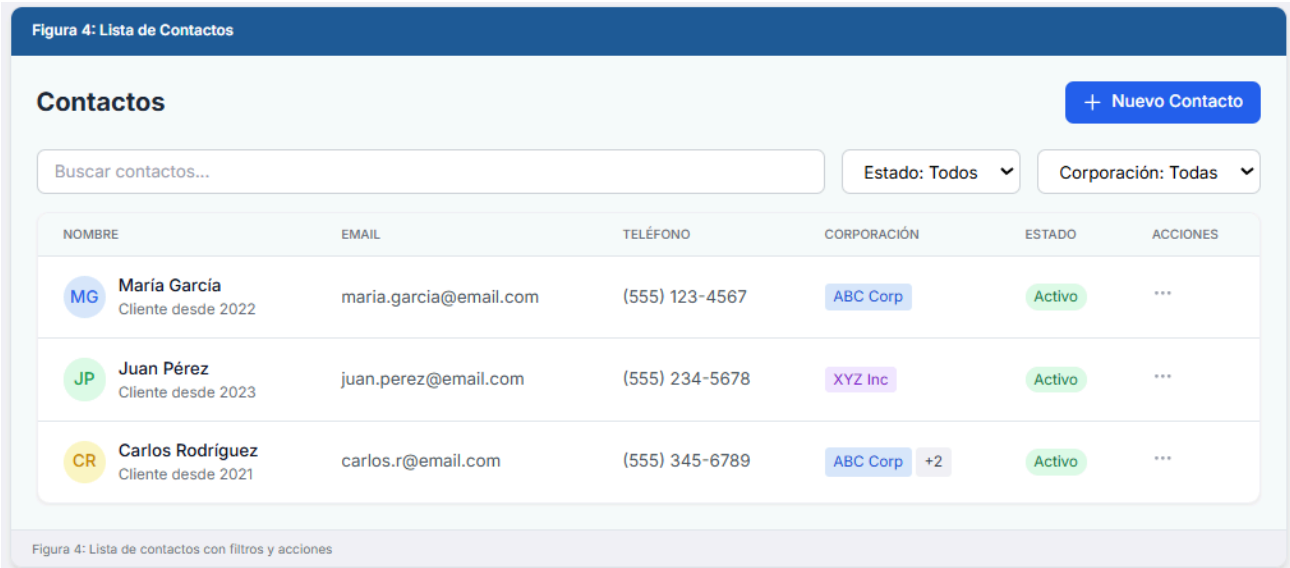 Figura 4: Lista de Contactos
Contactos
+ Nuevo Contacto
Buscar contactos...
Estado: Todos
Corporación: Todas
NOMBRE EMAIL TELÉFONO CORPORACIÓN ESTADO ACCIONES
MG María García maria.garcia@email.com (555) 123-4567 ABC Corp Activo ...
Cliente desde 2022
JP Juan Pérez juan.perez@email.com (555) 234-5678 XYZ Inc Activo ...
Cliente desde 2023
CR Carlos Rodríguez carlos.r@email.com (555) 345-6789 ABC Corp +2 Activo ...
Cliente desde 2021
Figura 4: Lista de contactos con filtros y acciones